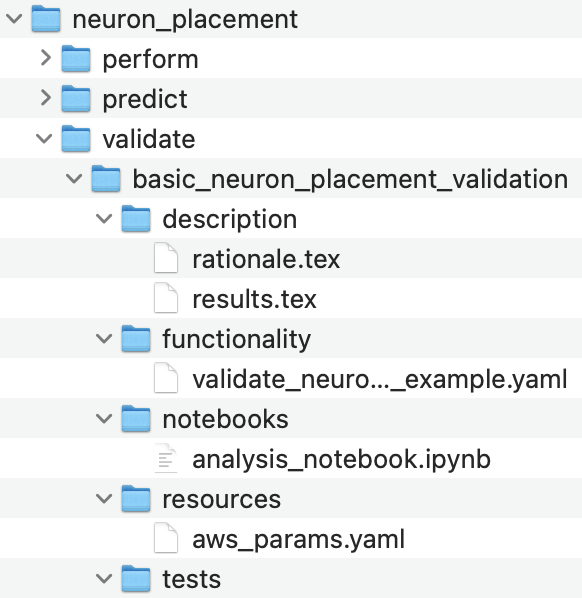 neuron_placement
perform
predict
validate
basic_neuron_placement_validation
description
rationale.tex
results.tex
functionality
validate_neuro..._example.yaml
notebooks
analysis_notebook.ipynb
resources
aws_params.yaml
tests